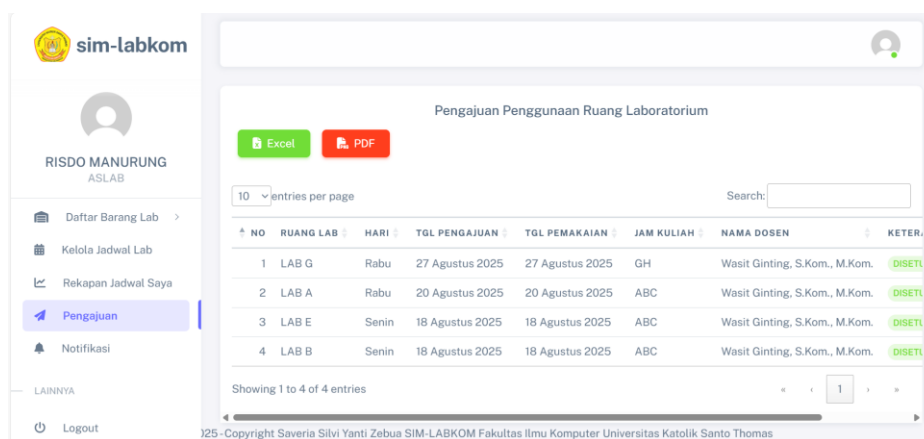 sim-labkom
RISDO MANURUNG
ASLAB
Daftar Barang Lab
Kelola Jadwal Lab
Rekapan Jadwal Saya
Pengajuan
Notifikasi
LAINNYA
Logout
Pengajuan Penggunaan Ruang Laboratorium
Excel PDF
10 entries per page Search:
NO RUANG LAB HARI TGL PENGAJUAN TGL PEMAKAIAN JAM KULIAH NAMA DOSEN KETERA
1 LAB G Rabu 27 Agustus 2025 27 Agustus 2025 GH Wasit Ginting, S.Kom., M.Kom. DISETU
2 LAB A Rabu 20 Agustus 2025 20 Agustus 2025 ABC Wasit Ginting, S.Kom., M.Kom. DISETU
3 LAB E Senin 18 Agustus 2025 18 Agustus 2025 ABC Wasit Ginting, S.Kom., M.Kom. DISETU
4 LAB B Senin 18 Agustus 2025 18 Agustus 2025 ABC Wasit Ginting, S.Kom., M.Kom. DISETU
Showing 1 to 4 of 4 entries « ‹ 1 › »
025 - Copyright Saveria Silvi Yanti Zebua SIM-LABKOM Fakultas Ilmu Komputer Universitas Katolik Santo Thomas